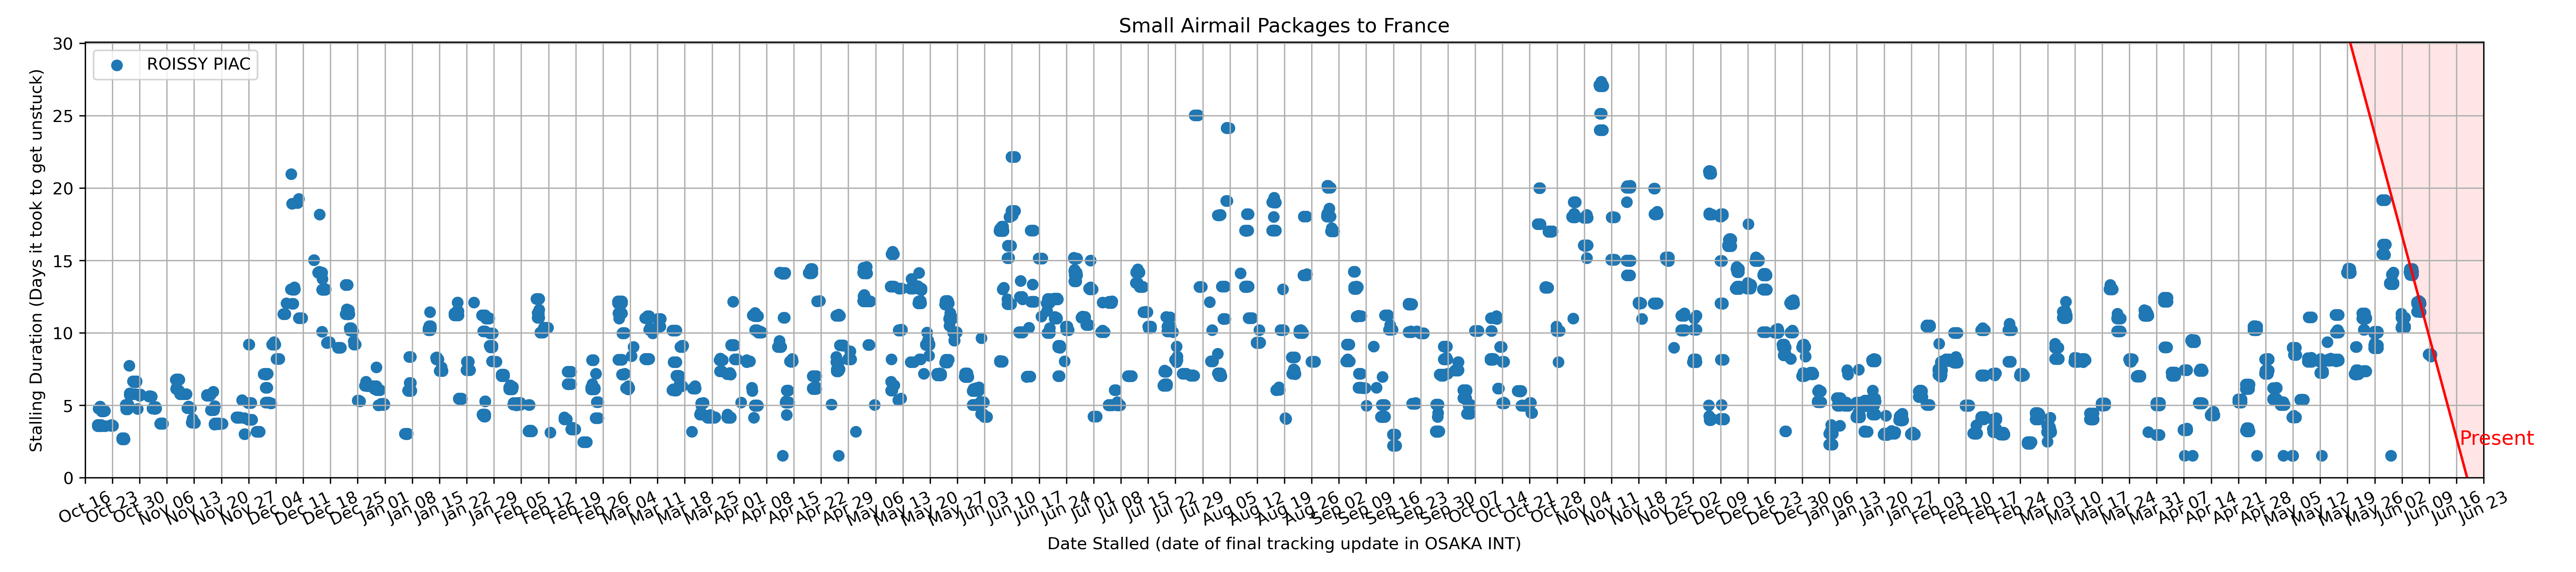 Small Airmail Packages to France
ROISSY PIAC
Stalling Duration (Days it took to get unstuck)
30
25
20
15
10
5
0
Present
Oct 16
Oct 23
Oct 30
Nov 06
Nov 13
Nov 20
Nov 27
Dec 04
Dec 11
Dec 18
Dec 25
Jan 01
Jan 08
Jan 15
Jan 22
Jan 29
Feb 05
Feb 12
Feb 19
Feb 26
Mar 04
Mar 11
Mar 18
Mar 25
Apr 01
Apr 08
Apr 15
Apr 22
Apr 29
May 06
May 13
May 20
May 27
Jun 03
Jun 10
Jun 17
Jun 24
Jul 01
Jul 08
Jul 15
Jul 22
Jul 29
Aug 05
Aug 12
Aug 19
Aug 26
Sep 02
Sep 09
Sep 16
Sep 23
Sep 30
Oct 07
Oct 14
Oct 21
Oct 28
Nov 04
Nov 11
Nov 18
Nov 25
Dec 02
Dec 09
Dec 16
Dec 23
Dec 30
Jan 06
Jan 13
Jan 20
Jan 27
Feb 03
Feb 10
Feb 17
Feb 24
Mar 03
Mar 10
Mar 17
Mar 24
Mar 31
Apr 07
Apr 14
Apr 21
Apr 28
May 05
May 12
May 19
May 26
Jun 02
Jun 09
Jun 16
Jun 23
Date Stalled (date of final tracking update in OSAKA INT)